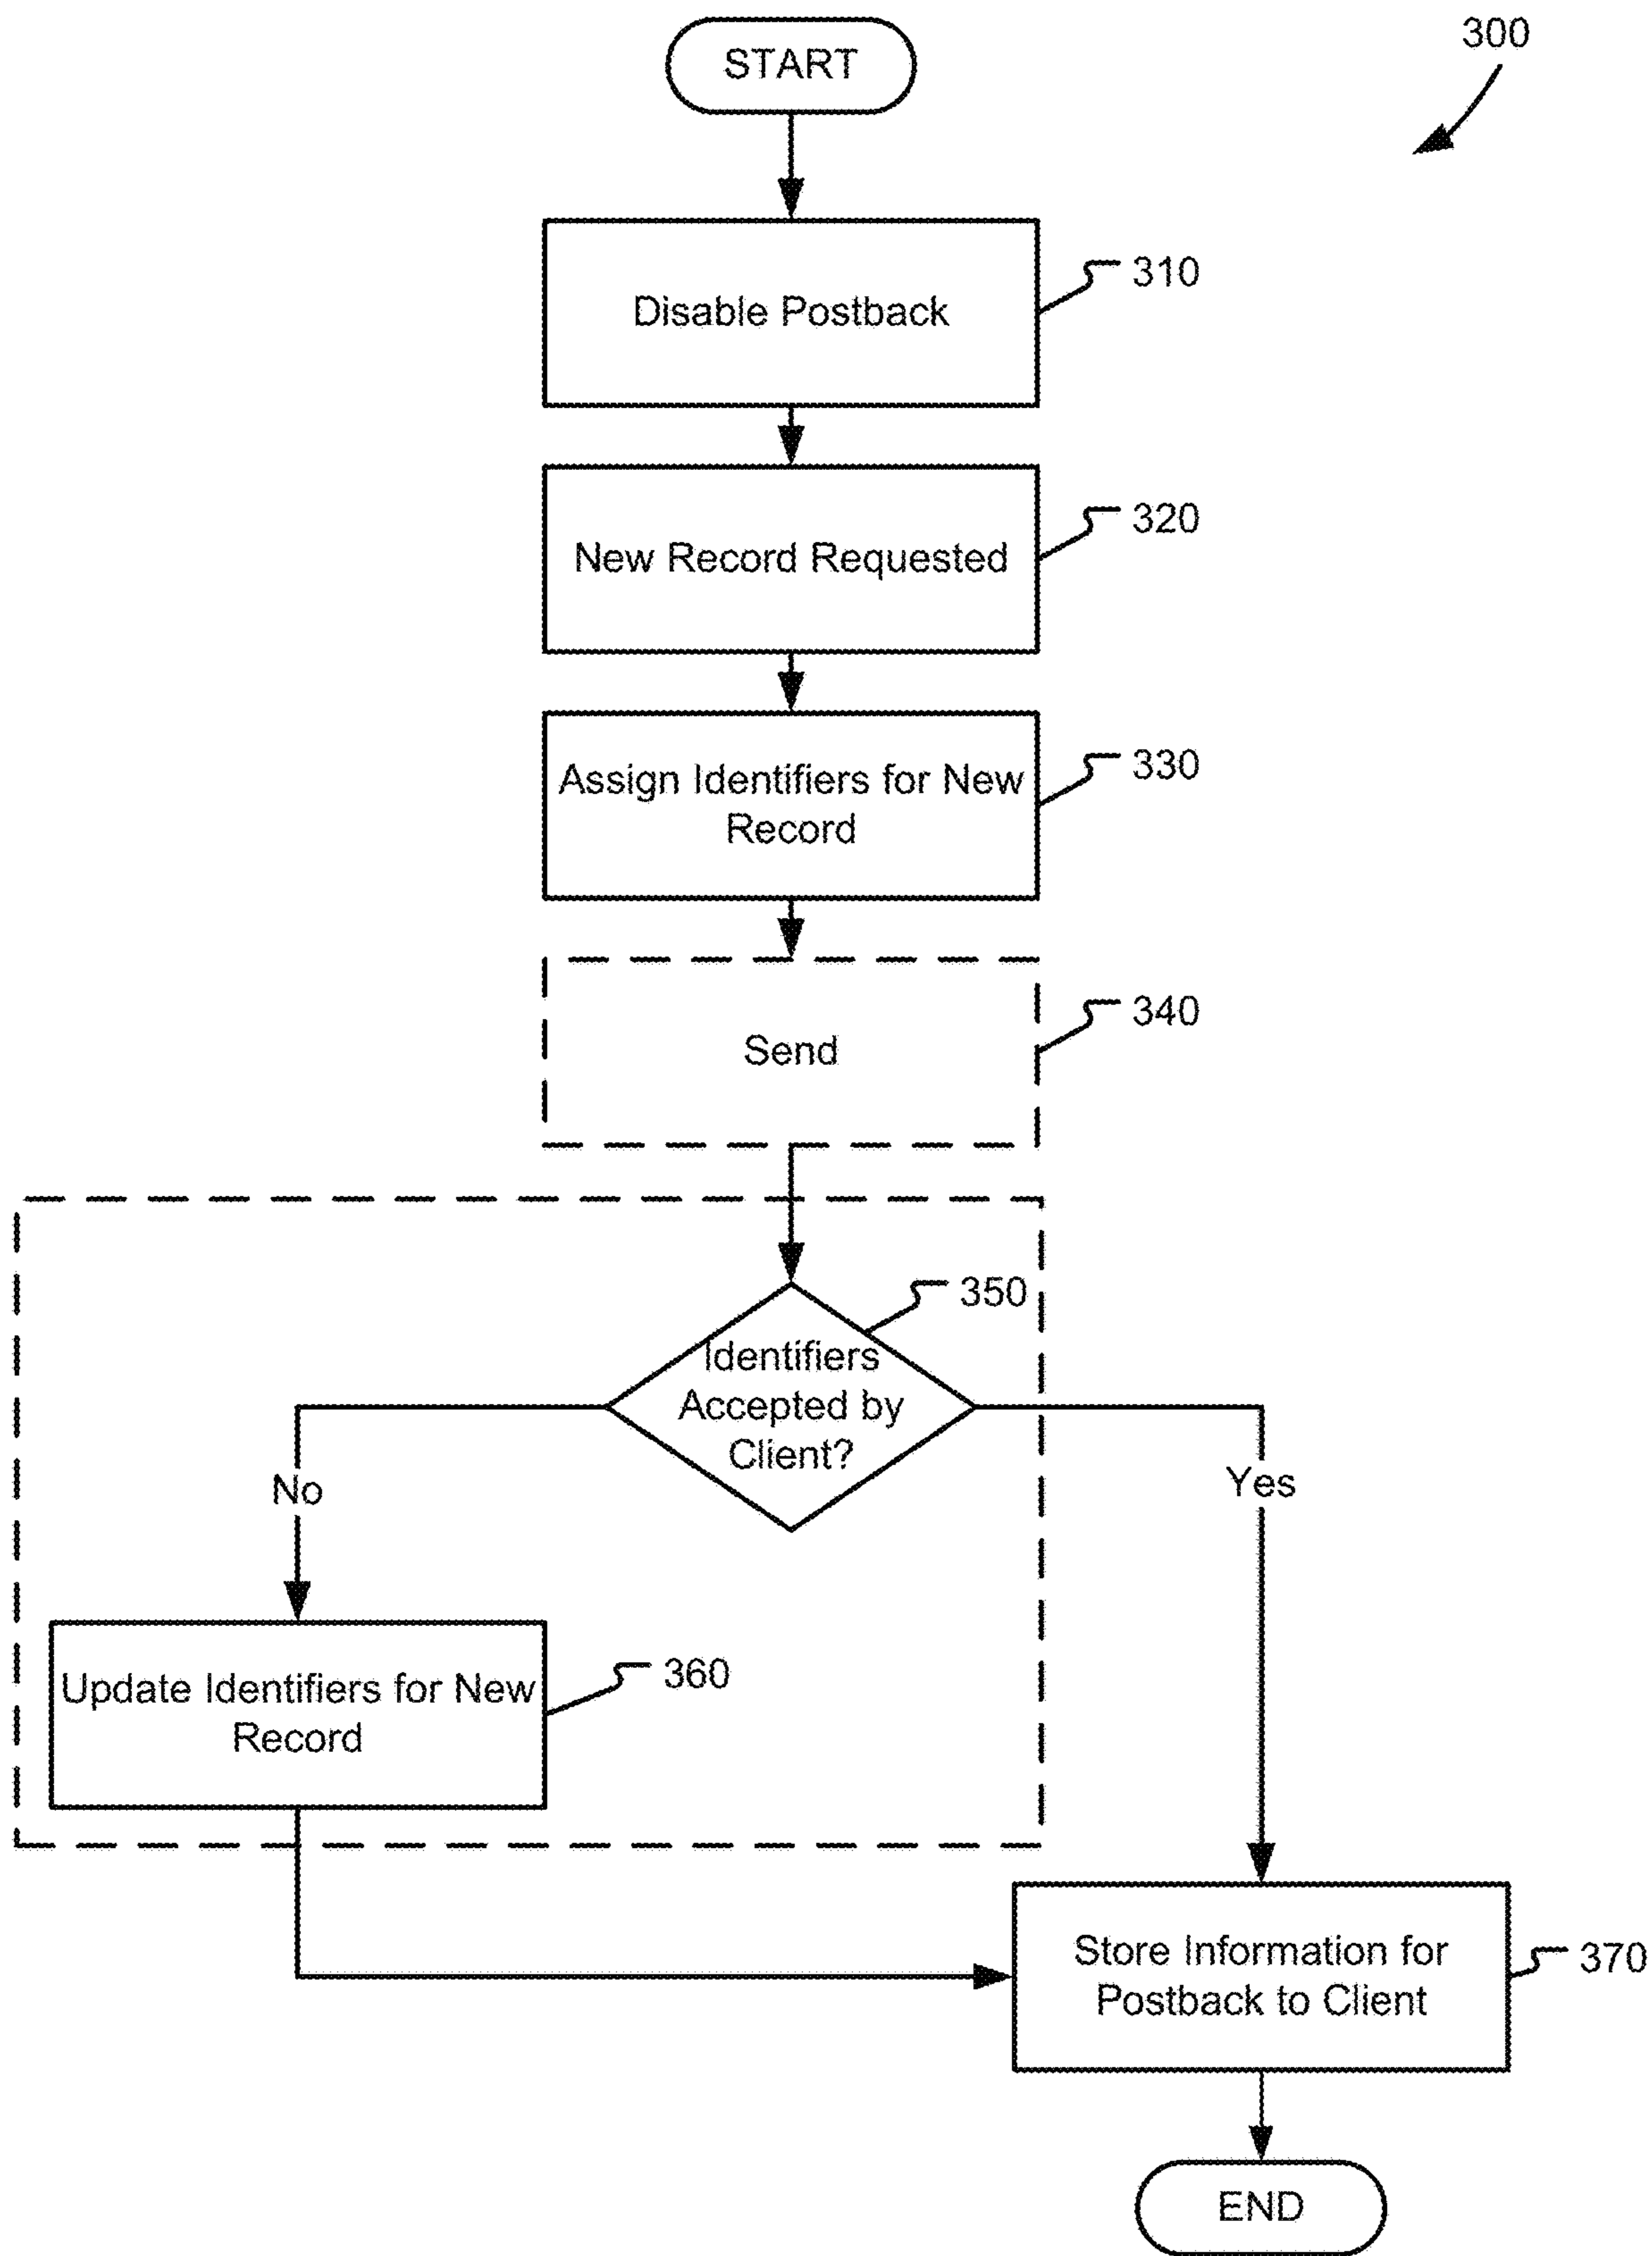 START
300
Disable Postback
310
New Record Requested
320
Assign Identifiers for New
Record
330
Send
340
350
Identifiers
Accepted by
Client?
No
Yes
Update Identifiers for New
Record
360
Store Information for
Postback to Client
370
END